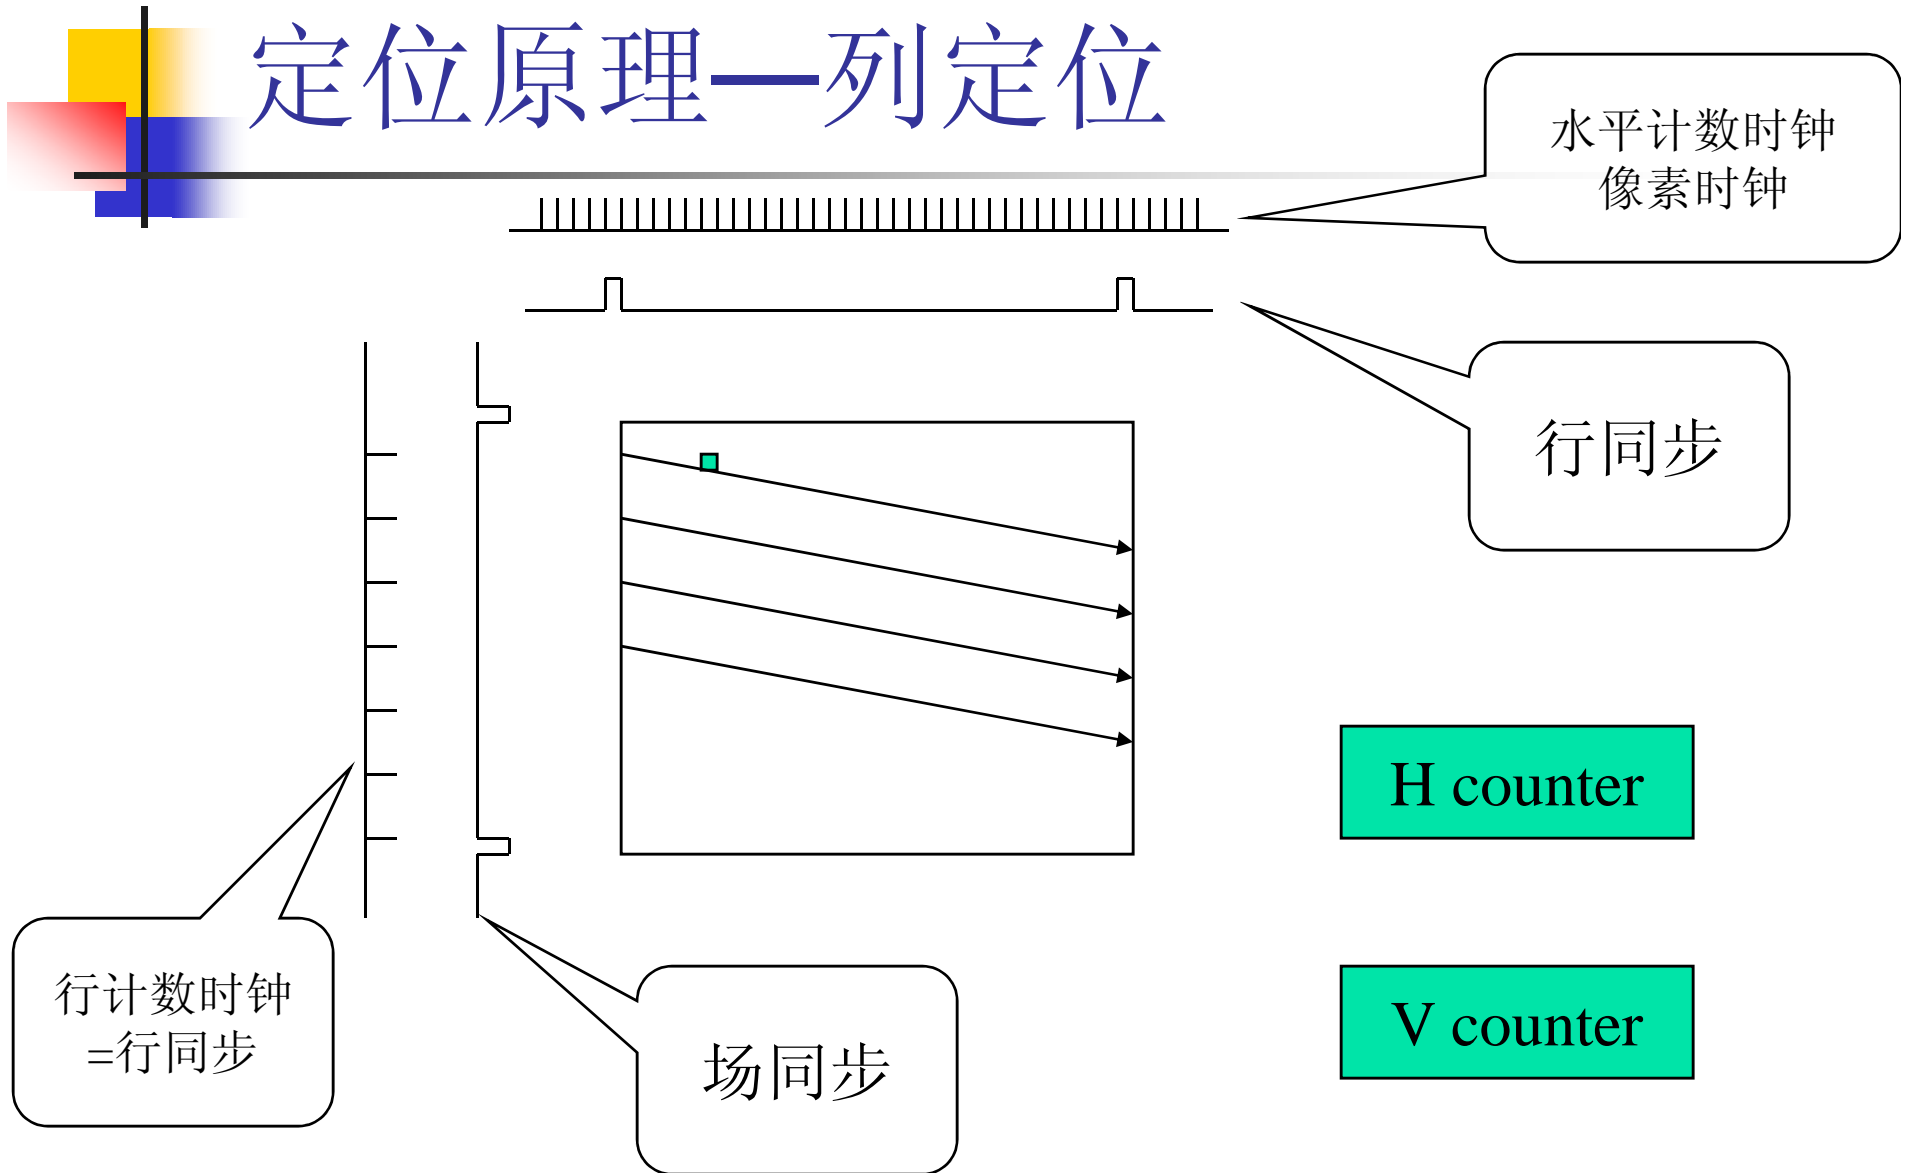 定位原理—列定位
水平计数时钟
像素时钟
行同步
H counter
行计数时钟
=行同步
场同步
V counter